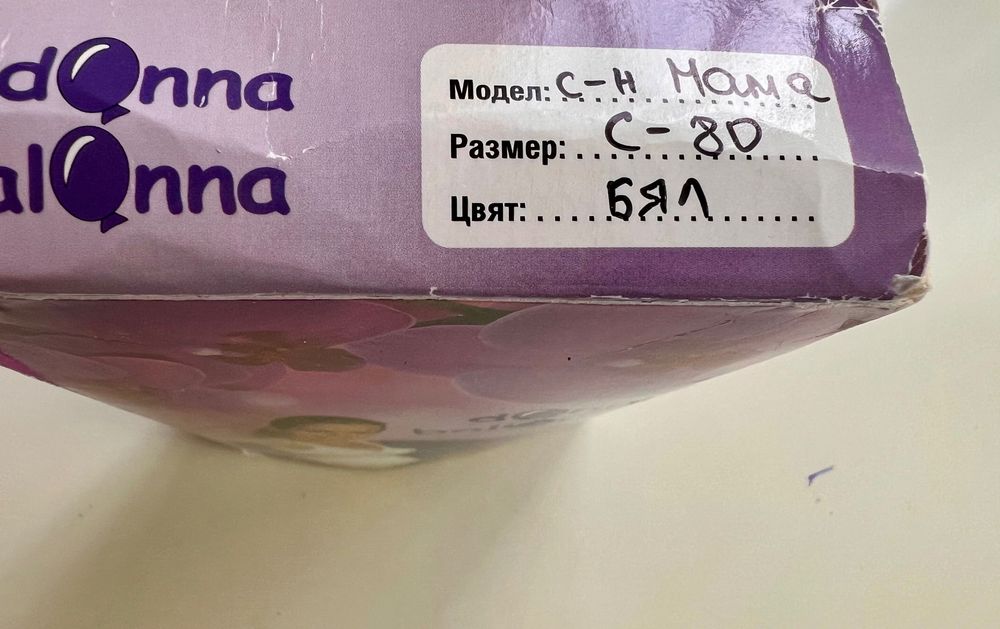 dOnna
alOnna
Модел: С-Н Мама
Размер: С-80
Цвят: БЯЛ